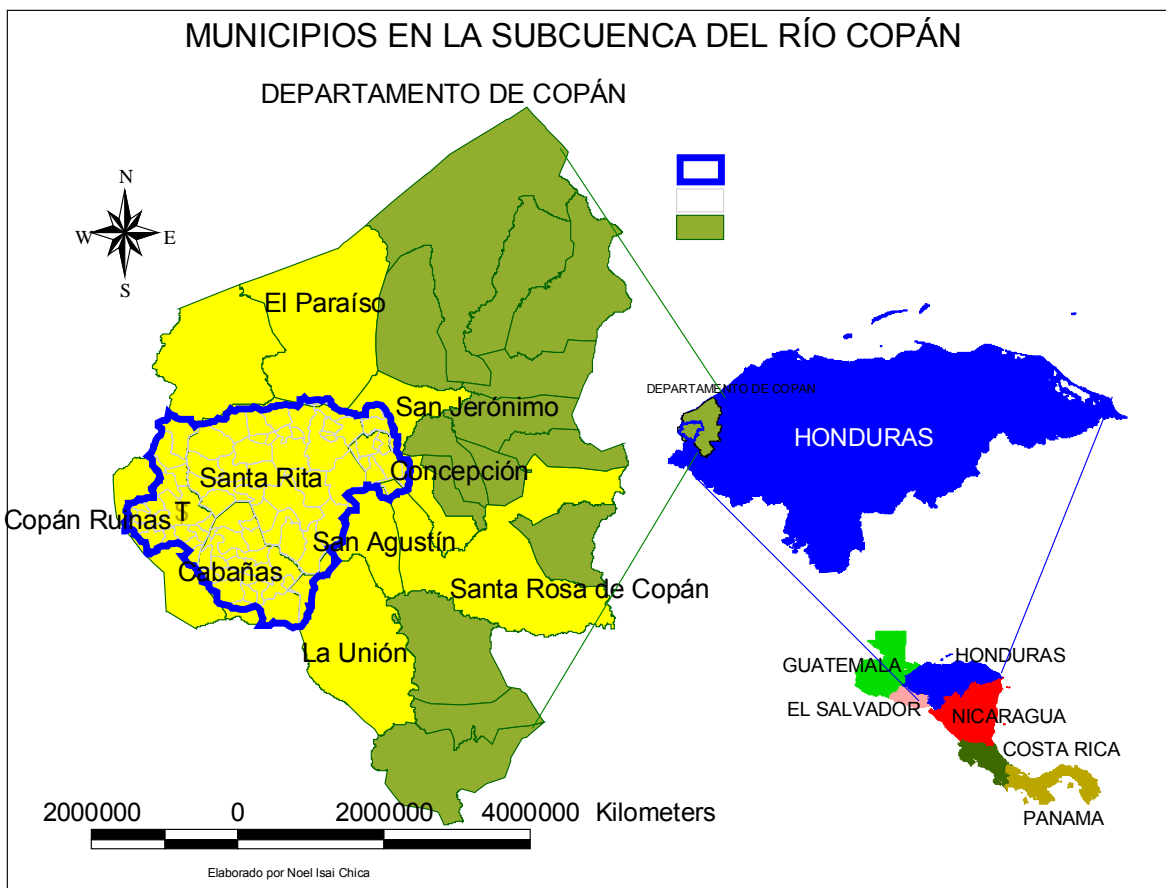 MUNICIPIOS EN LA SUBCUENCA DEL RÍO COPÁN
DEPARTAMENTO DE COPÁN
N
W E
S
El Paraíso
San Jerónimo
Santa Rita
Concepción
Copán Ruinas
T
San Agustín
Cabañas
Santa Rosa de Copán
La Unión
DEPARTAMENTO DE COPAN
HONDURAS
GUATEMALA
HONDURAS
EL SALVADOR
NICARAGUA
COSTA RICA
PANAMA
2000000 0 2000000 4000000 Kilometers
Elaborado por Noel Isai Chica